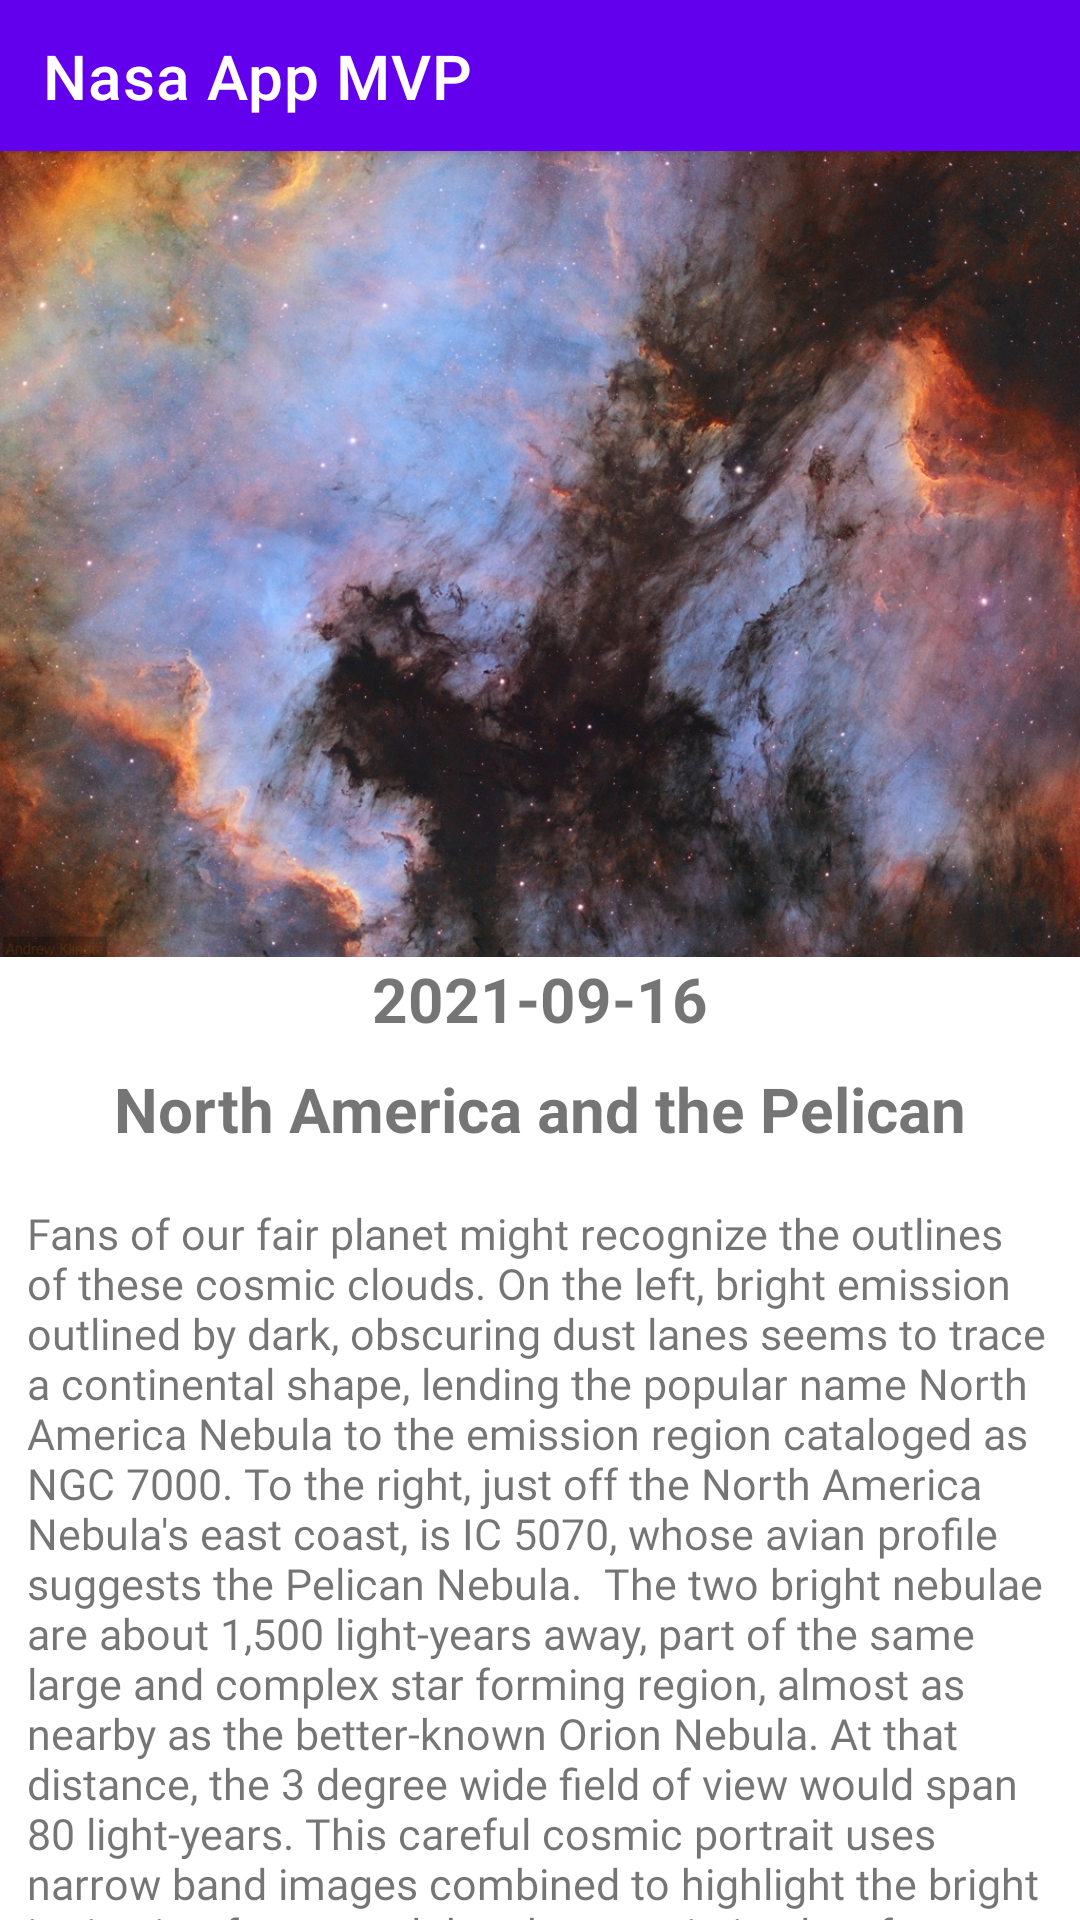 Nasa App MVP
2021-09-16
North America and the Pelican
Fans of our fair planet might recognize the outlines
of these cosmic clouds. On the left, bright emission
outlined by dark, obscuring dust lanes seems to trace
a continental shape, lending the popular name North
America Nebula to the emission region cataloged as
NGC 7000. To the right, just off the North America
Nebula's east coast, is IC 5070, whose avian profile
suggests the Pelican Nebula.  The two bright nebulae
are about 1,500 light-years away, part of the same
large and complex star forming region, almost as
nearby as the better-known Orion Nebula. At that
distance, the 3 degree wide field of view would span
80 light-years. This careful cosmic portrait uses
narrow band images combined to highlight the bright